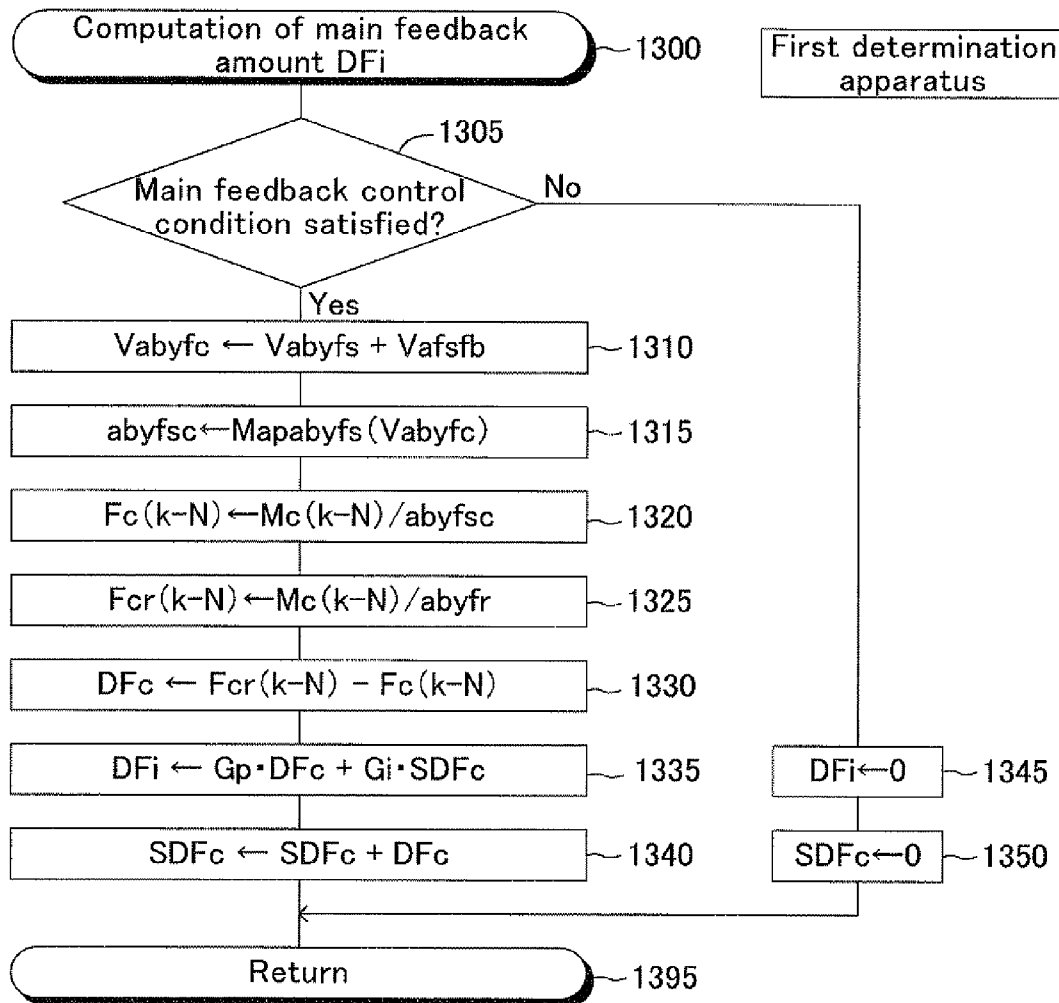 Computation of main feedback
amount DFi
1300
First determination
apparatus
1305
Main feedback control
condition satisfied?
No
Yes
Vabyfc ← Vabyfs + Vafsfb
1310
abyfsc←Mapabyfs(Vabyfc)
1315
Fc(k-N)←Mc(k-N)/abyfsc
1320
Fcr(k-N)←Mc(k-N)/abyfr
1325
DFc ← Fcr(k-N) - Fc(k-N)
1330
DFi ← Gp・DFc + Gi・SDFc
1335
DFi←0
1345
SDFc ← SDFc + DFc
1340
SDFc←0
1350
Return
1395